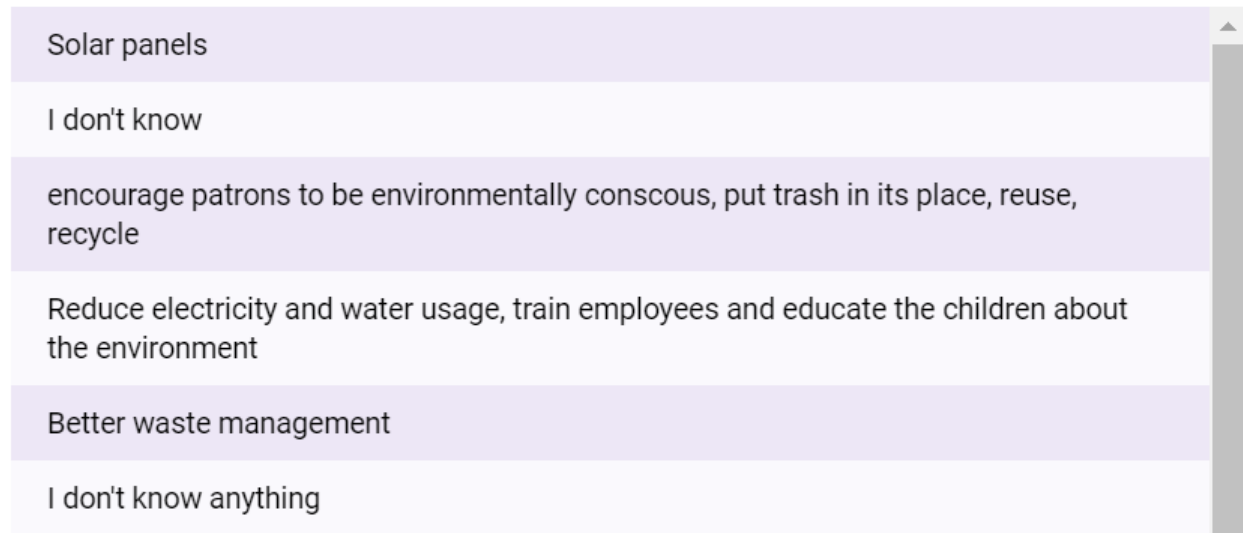 Solar panels
I don't know
encourage patrons to be environmentally conscous, put trash in its place, reuse,
recycle
Reduce electricity and water usage, train employees and educate the children about
the environment
Better waste management
I don't know anything